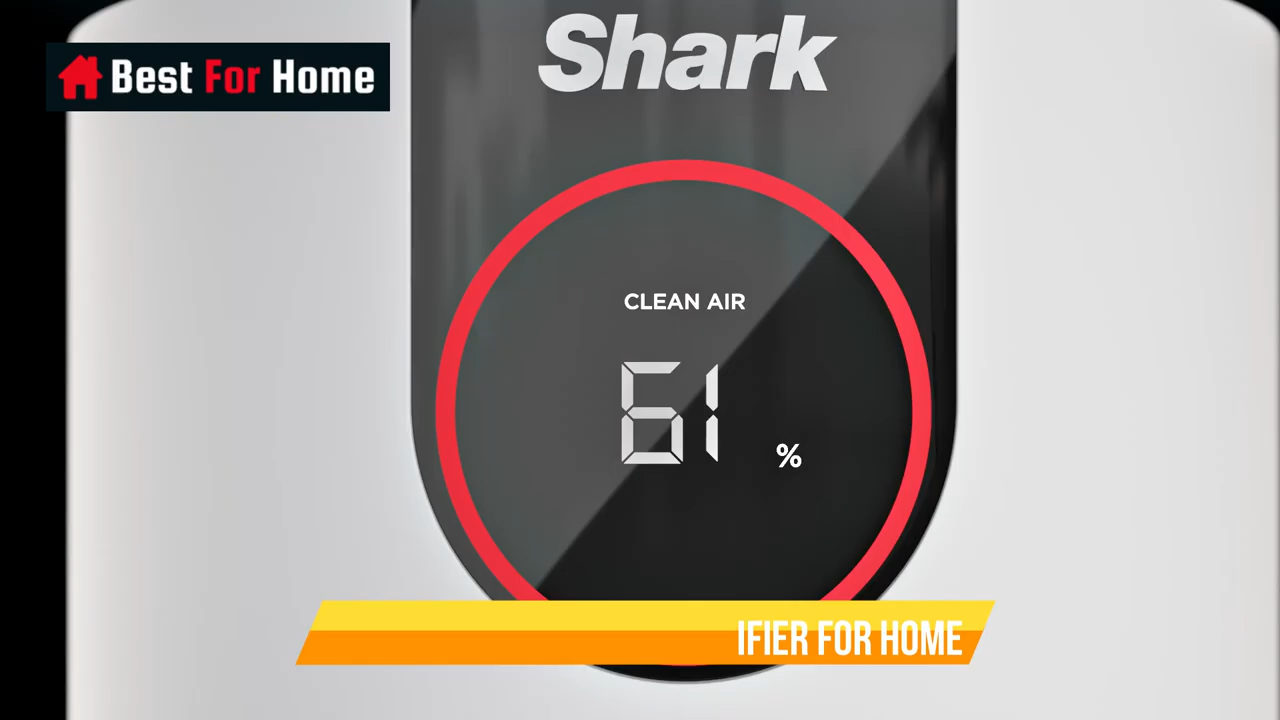 Shark
Best For Home
CLEAN AIR
61
%
IFIER FOR HOME